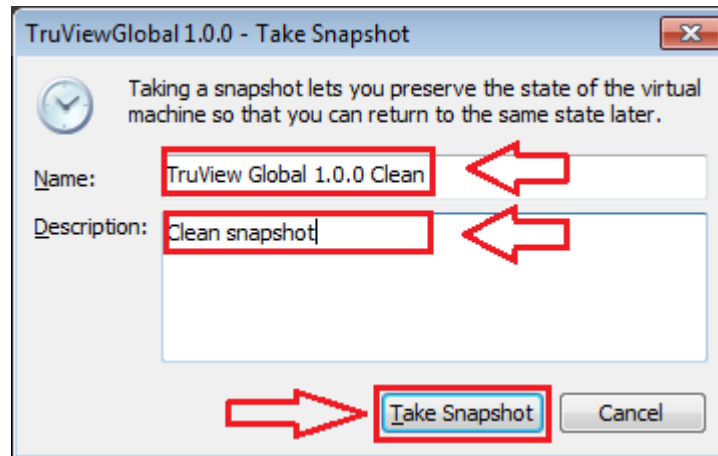 TruViewGlobal 1.0.0 - Take Snapshot
Taking a snapshot lets you preserve the state of the virtual
machine so that you can return to the same state later.
Name: TruView Global 1.0.0 Clean
Description: Clean snapshot
Take Snapshot Cancel